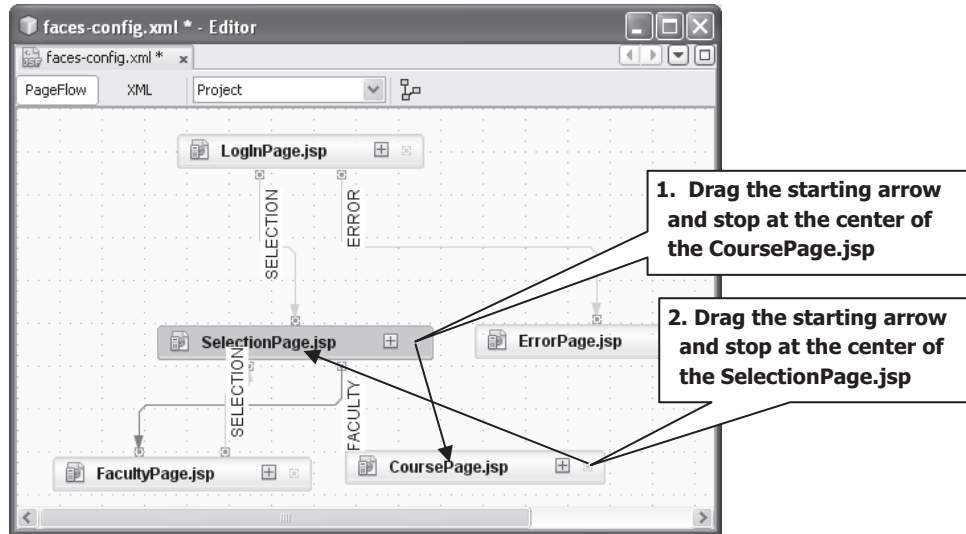 faces-config.xml * - Editor
faces-config.xml *
PageFlow XML Project
LogInPage.jsp
SELECTION
ERROR
1. Drag the starting arrow
and stop at the center of
the CoursePage.jsp
SelectionPage.jsp
ErrorPage.jsp
2. Drag the starting arrow
and stop at the center of
the SelectionPage.jsp
SELECTION
FACULTY
FacultyPage.jsp
CoursePage.jsp